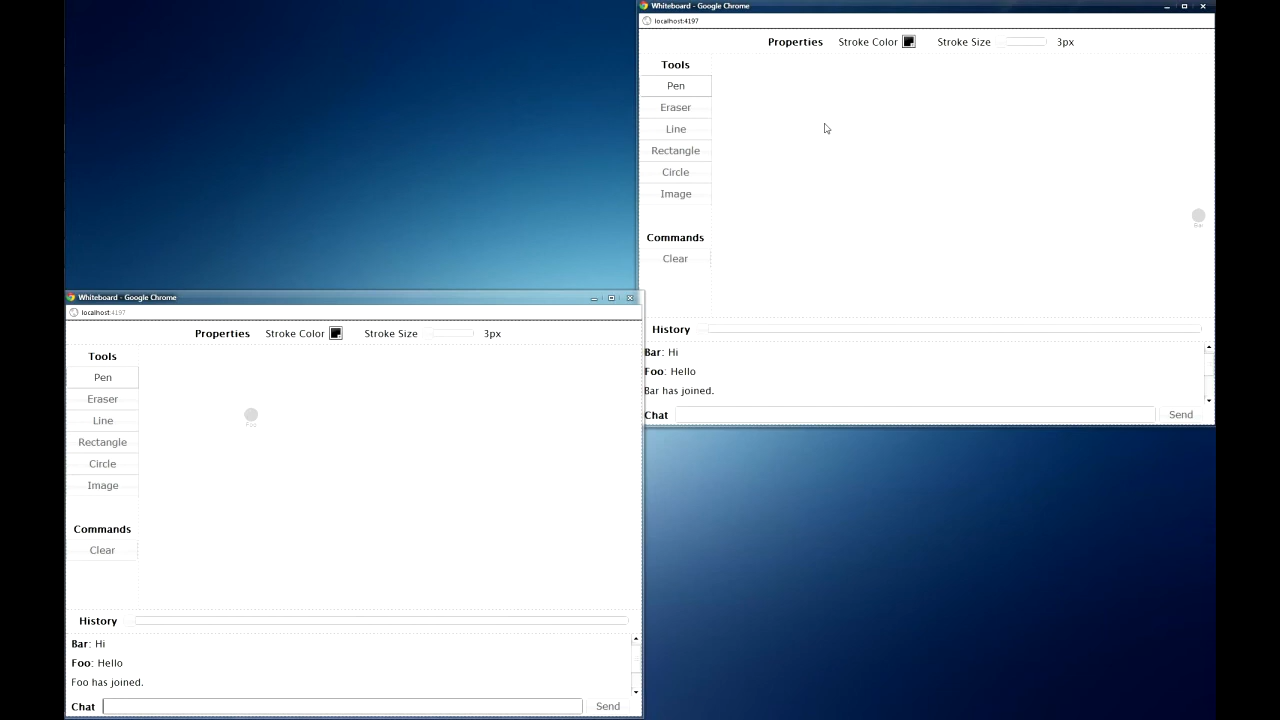 Whiteboard - Google Chrome
localhost:4197
Properties Stroke Color Stroke Size 3px
Tools
Pen
Eraser
Line
Rectangle
Circle
Image
Bar
Commands
Clear
History
Bar: Hi
Foo: Hello
Bar has joined.
Chat Send
Whiteboard - Google Chrome
localhost:4197
Properties Stroke Color Stroke Size 3px
Tools
Pen
Eraser
Line
Rectangle
Circle
Image
Foo
Commands
Clear
History
Bar: Hi
Foo: Hello
Foo has joined.
Chat Send